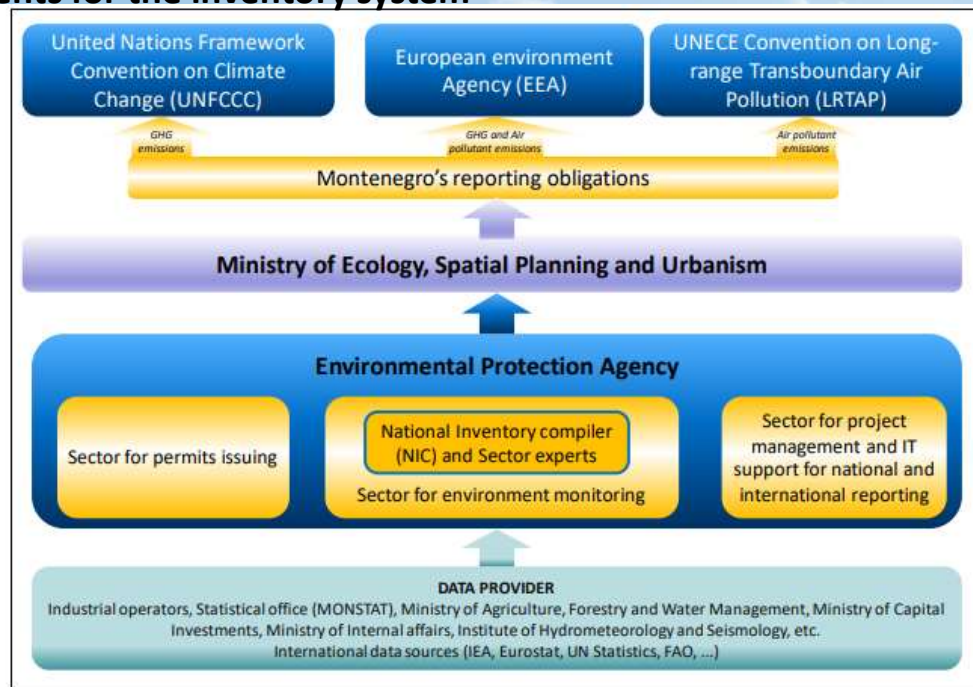 ents for the inventory system
United Nations Framework
Convention on Climate
Change (UNFCCC)
European environment
Agency (EEA)
UNECE Convention on Long-
range Transboundary Air
Pollution (LRTAP)
GHG
emissions
GHG and Air
pollutant emissions
Air pollutant
emissions
Montenegro's reporting obligations
Ministry of Ecology, Spatial Planning and Urbanism
Environmental Protection Agency
Sector for permits issuing
National Inventory compiler
(NIC) and Sector experts
Sector for environment monitoring
Sector for project
management and IT
support for national and
international reporting
DATA PROVIDER
Industrial operators, Statistical office (MONSTAT), Ministry of Agriculture, Forestry and Water Management, Ministry of Capital
Investments, Ministry of Internal affairs, Institute of Hydrometeorology and Seismology, etc.
International data sources (IEA, Eurostat, UN Statistics, FAO, ...)